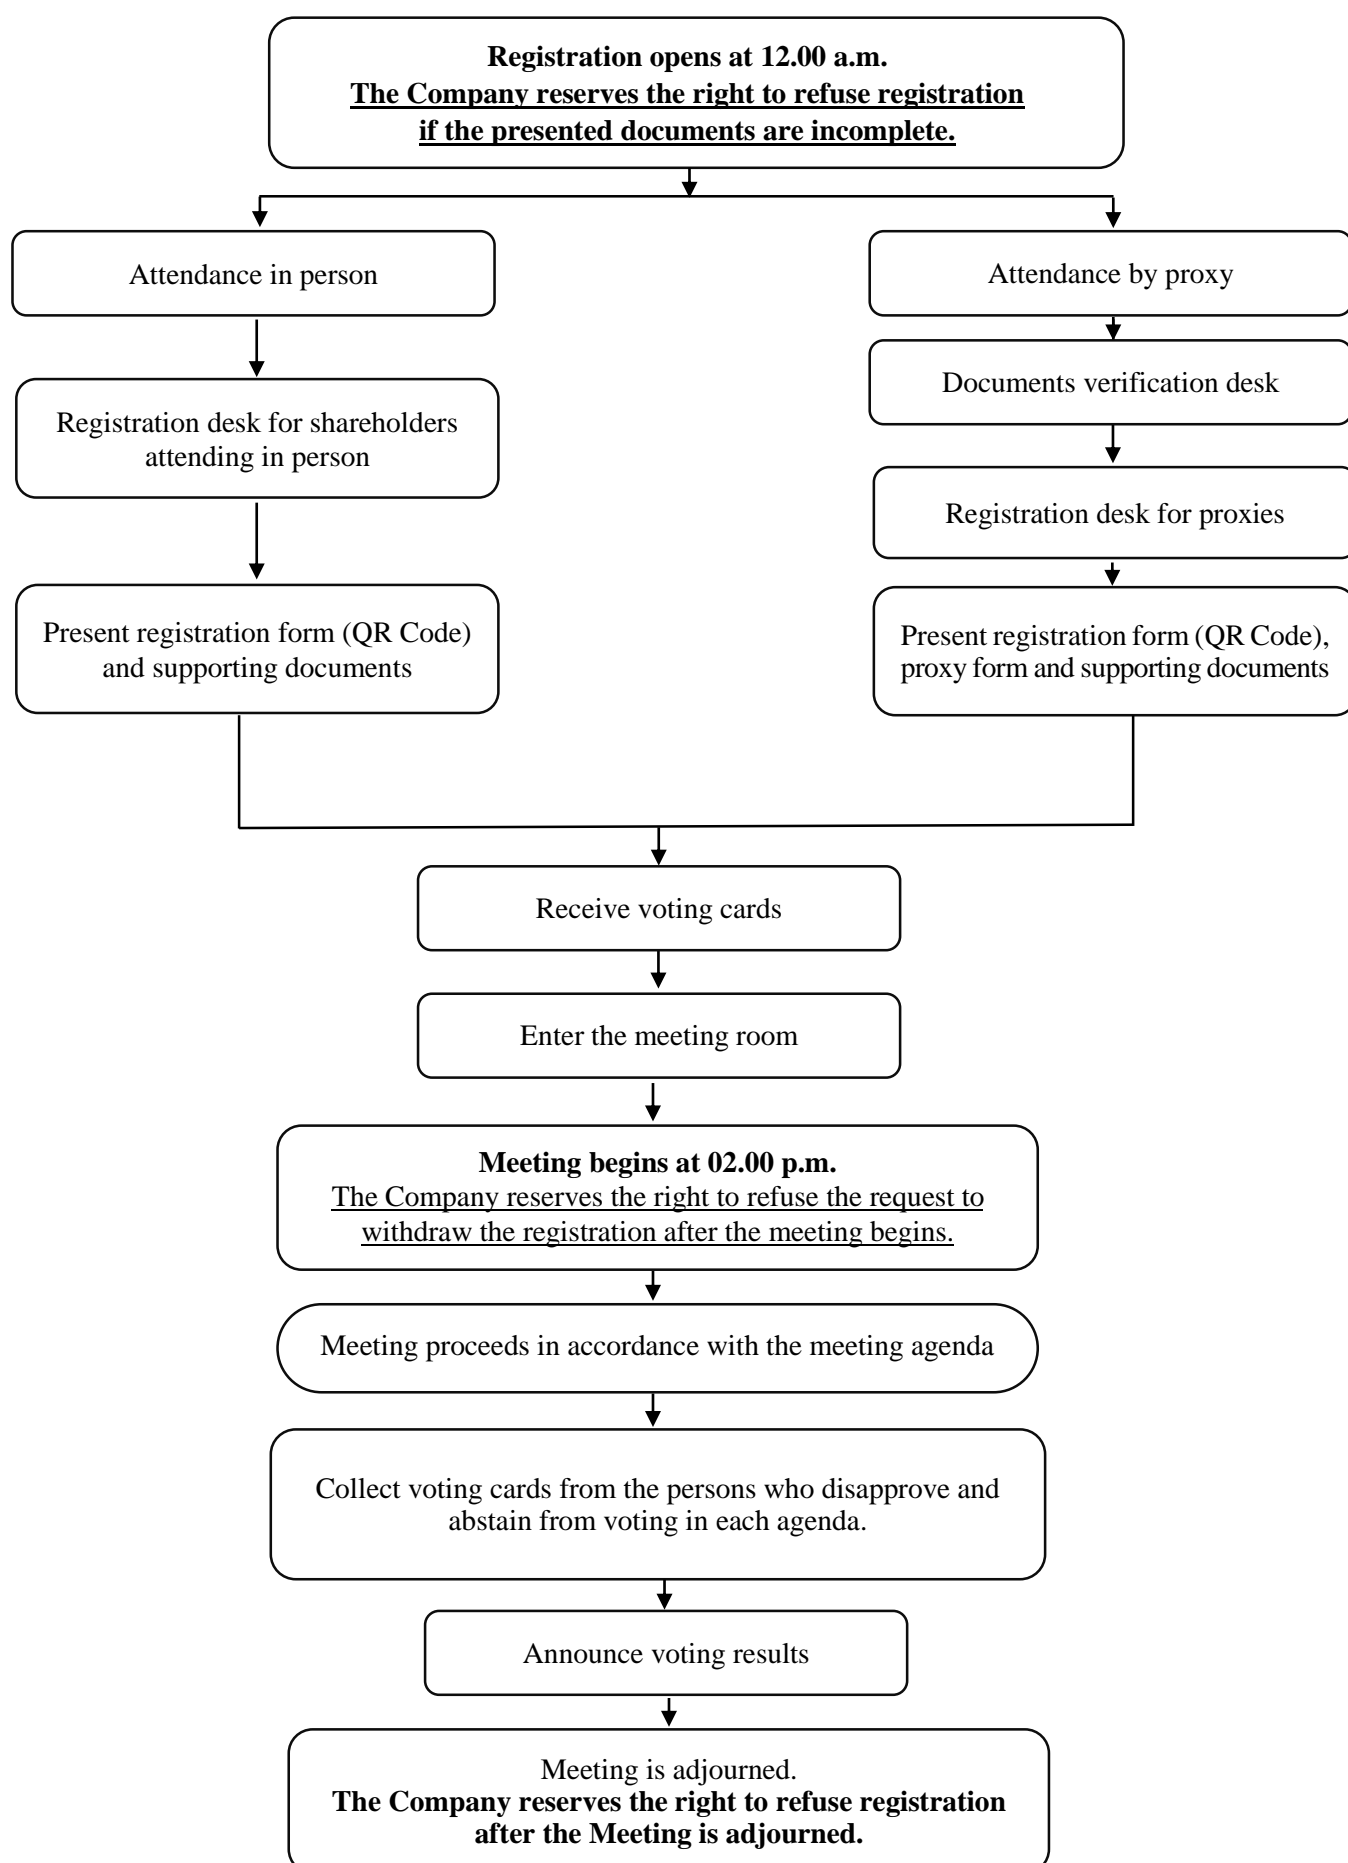 Registration opens at 12.00 a.m.
The Company reserves the right to refuse registration
if the presented documents are incomplete.
Attendance in person
Attendance by proxy
Documents verification desk
Registration desk for shareholders
attending in person
Registration desk for proxies
Present registration form (QR Code)
and supporting documents
Present registration form (QR Code),
proxy form and supporting documents
Receive voting cards
Enter the meeting room
Meeting begins at 02.00 p.m.
The Company reserves the right to refuse the request to
withdraw the registration after the meeting begins.
Meeting proceeds in accordance with the meeting agenda
Collect voting cards from the persons who disapprove and
abstain from voting in each agenda.
Announce voting results
Meeting is adjourned.
The Company reserves the right to refuse registration
after the Meeting is adjourned.